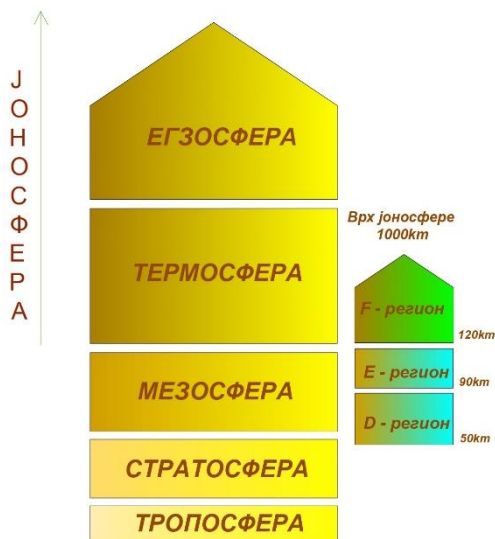 ЈОНОСФЕРА
ЕГЗОСФЕРА
ТЕРМОСФЕРА
МЕЗОСФЕРА
СТРАТОСФЕРА
ТРОПОСФЕРА
Врх јоносфере
1000km
F - регион
120km
E - регион
90km
D - регион
50km